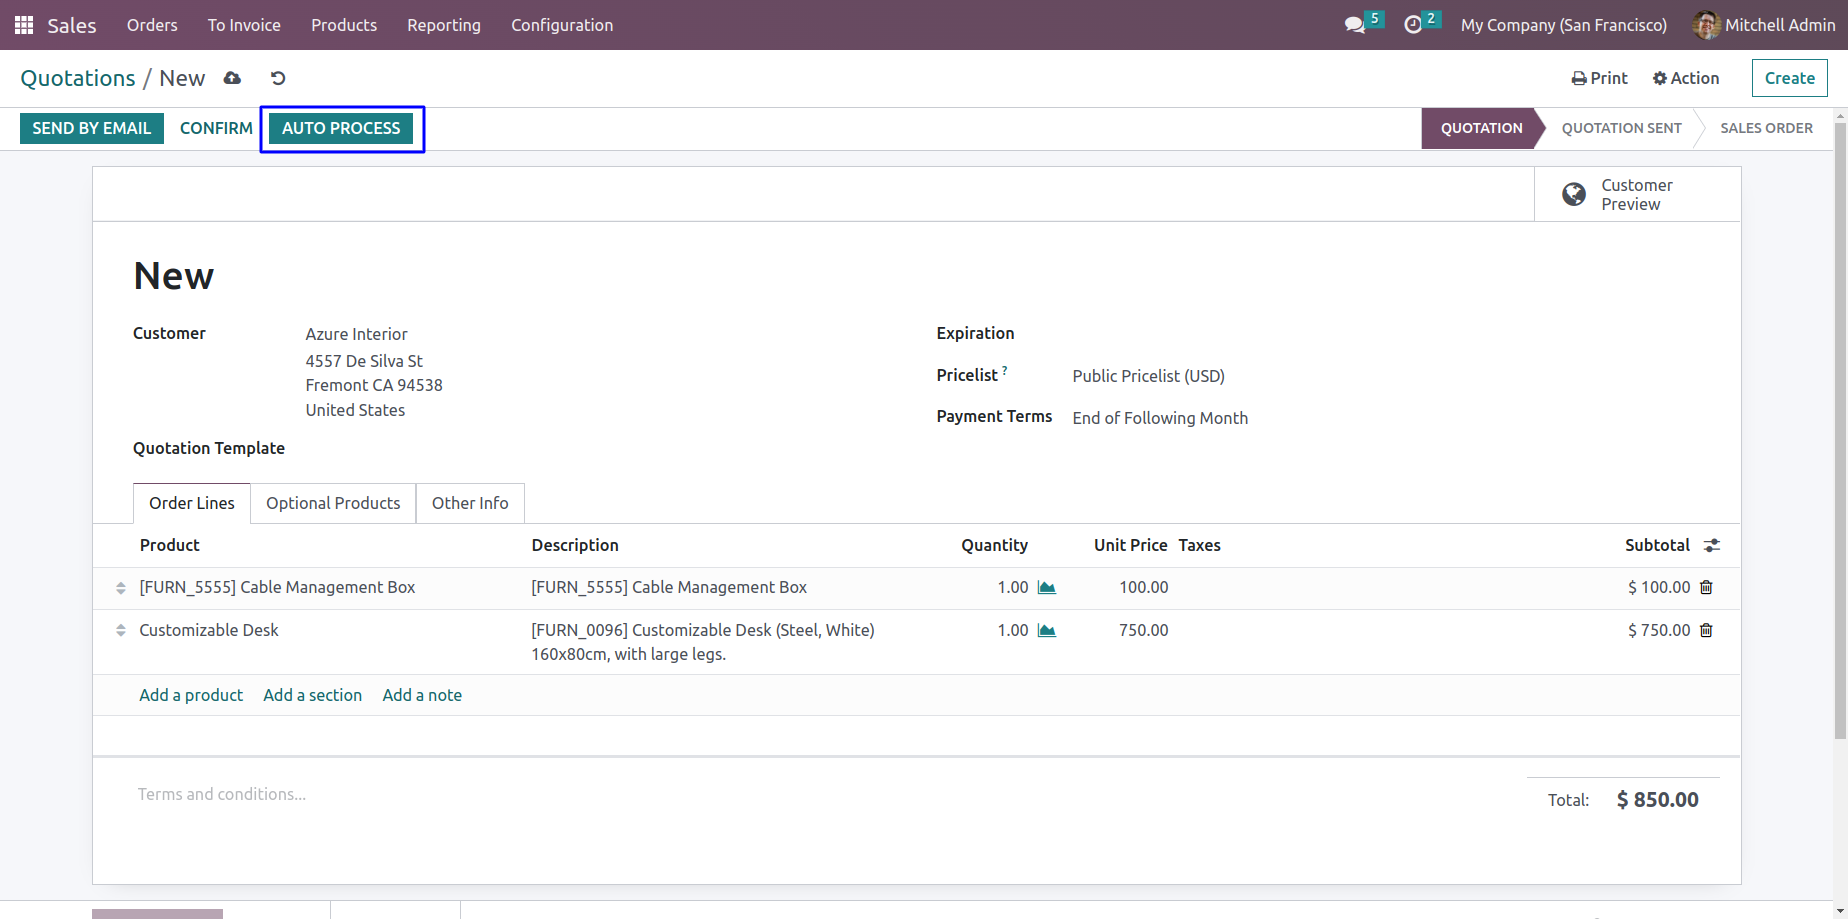 Sales Orders To Invoice Products Reporting Configuration 5 2 My Company (San Francisco) Mitchell Admin
Quotations / New Print Action Create
SEND BY EMAIL CONFIRM AUTO PROCESS QUOTATION QUOTATION SENT SALES ORDER
Customer
Preview
New
Customer Azure Interior Expiration
4557 De Silva St
Fremont CA 94538 Pricelist ? Public Pricelist (USD)
United States Payment Terms End of Following Month
Quotation Template
Order Lines Optional Products Other Info
Product Description Quantity Unit Price Taxes Subtotal
[FURN_5555] Cable Management Box [FURN_5555] Cable Management Box 1.00 100.00 $ 100.00
Customizable Desk [FURN_0096] Customizable Desk (Steel, White) 1.00 750.00 $ 750.00
160x80cm, with large legs.
Add a product Add a section Add a note
Terms and conditions... Total: $ 850.00